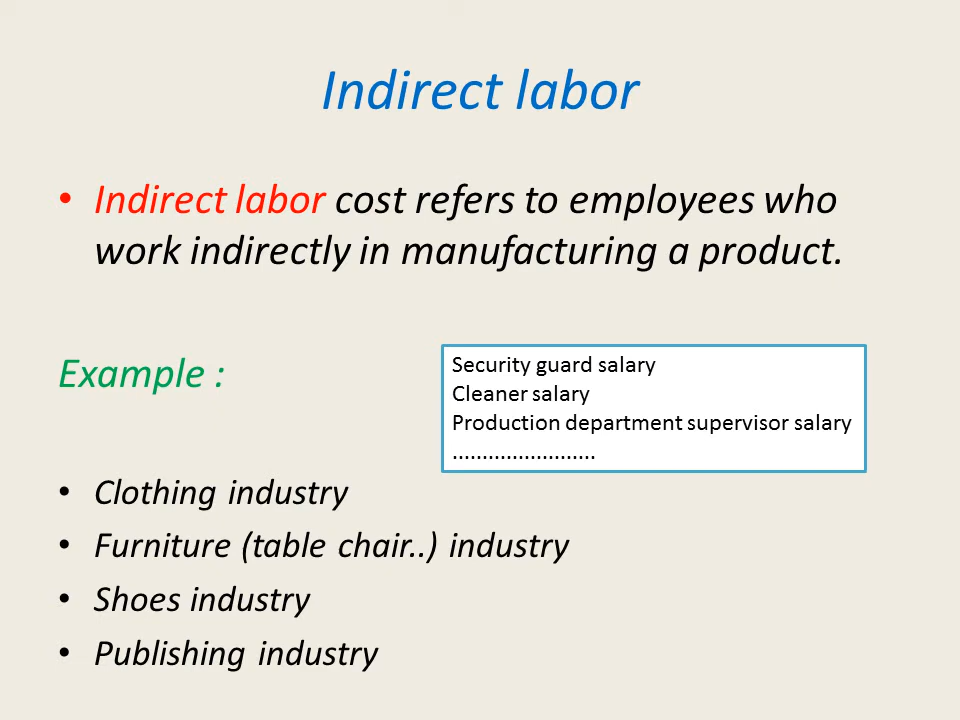 Indirect labor
• Indirect labor cost refers to employees who
work indirectly in manufacturing a product.
Example :
Security guard salary
Cleaner salary
Production department supervisor salary
........................
• Clothing industry
• Furniture (table chair..) industry
• Shoes industry
• Publishing industry